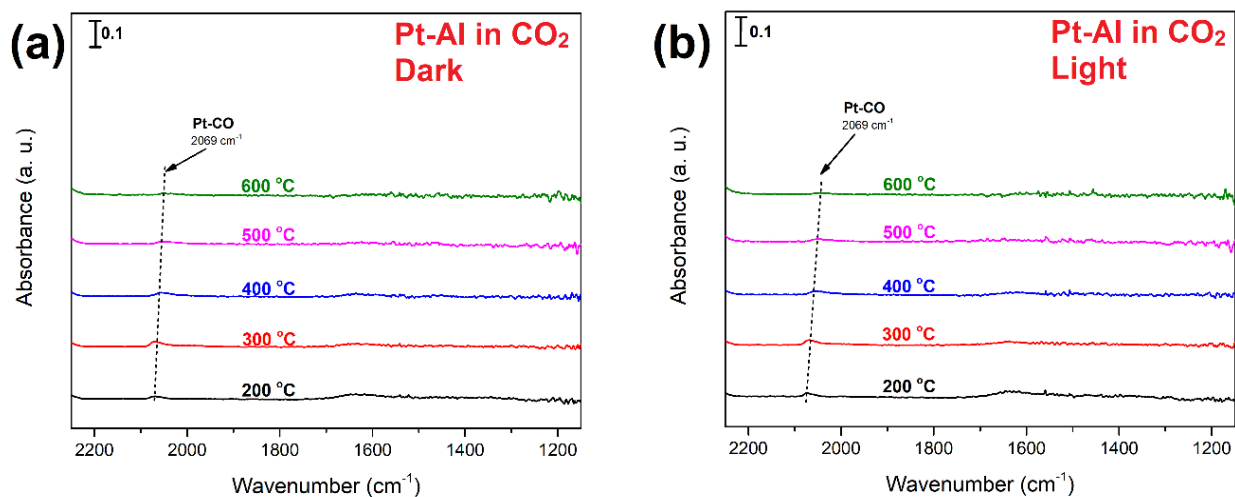 (a)
0.1
Pt-Al in CO₂
Dark
Pt-CO
2069 cm⁻¹
600 °C
500 °C
400 °C
300 °C
200 °C
Absorbance (a. u.)
2200 2000 1800 1600 1400 1200
Wavenumber (cm⁻¹)
(b)
0.1
Pt-Al in CO₂
Light
Pt-CO
2069 cm⁻¹
600 °C
500 °C
400 °C
300 °C
200 °C
Absorbance (a. u.)
2200 2000 1800 1600 1400 1200
Wavenumber (cm⁻¹)